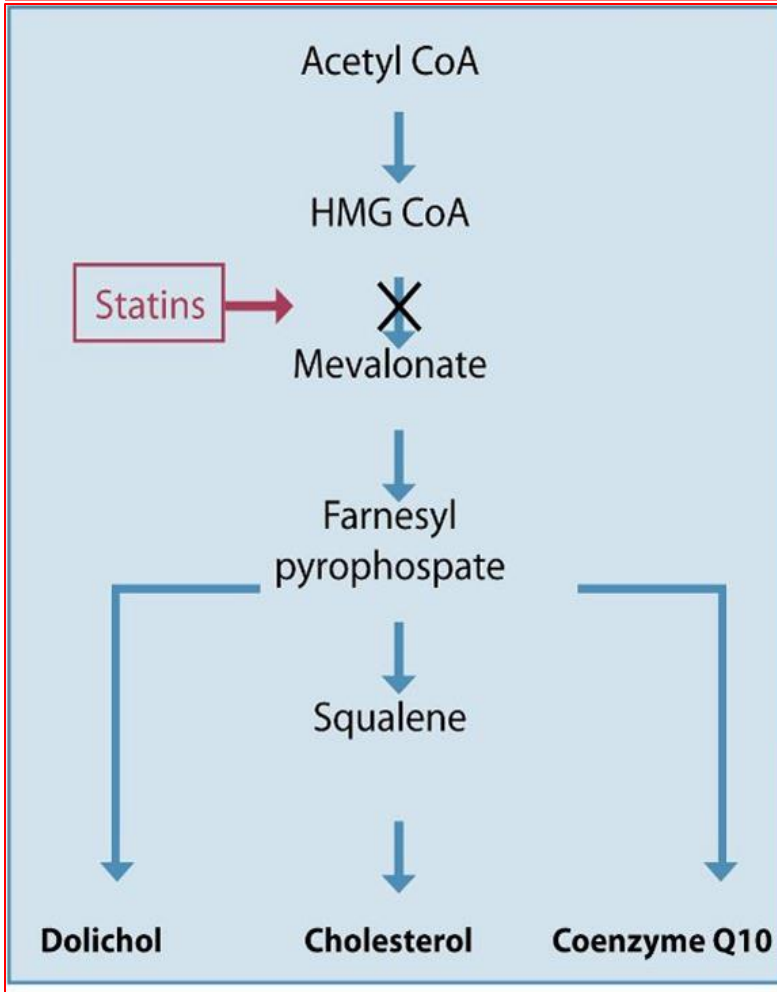 Acetyl CoA
HMG CoA
Statins
Mevalonate
Farnesyl
pyrophospate
Squalene
Dolichol
Cholesterol
Coenzyme Q10